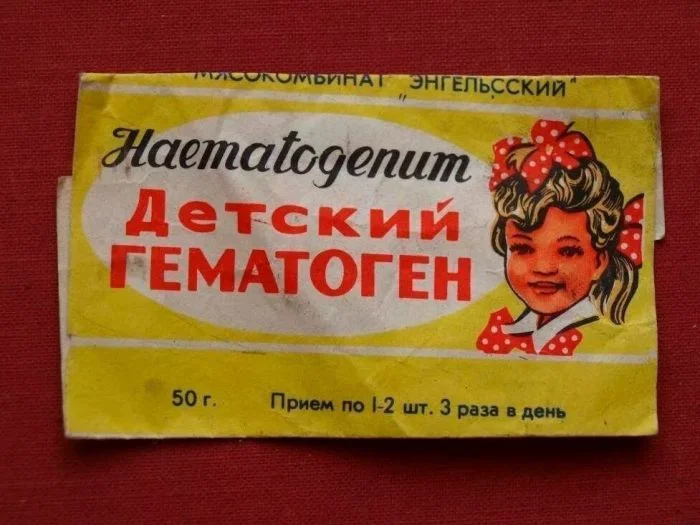 МЯСОКОМБИНАТ "ЭНГЕЛЬССКИЙ"
Haematogenum
Детский
ГЕМАТОГЕН
50 г. Прием по 1-2 шт. 3 раза в день